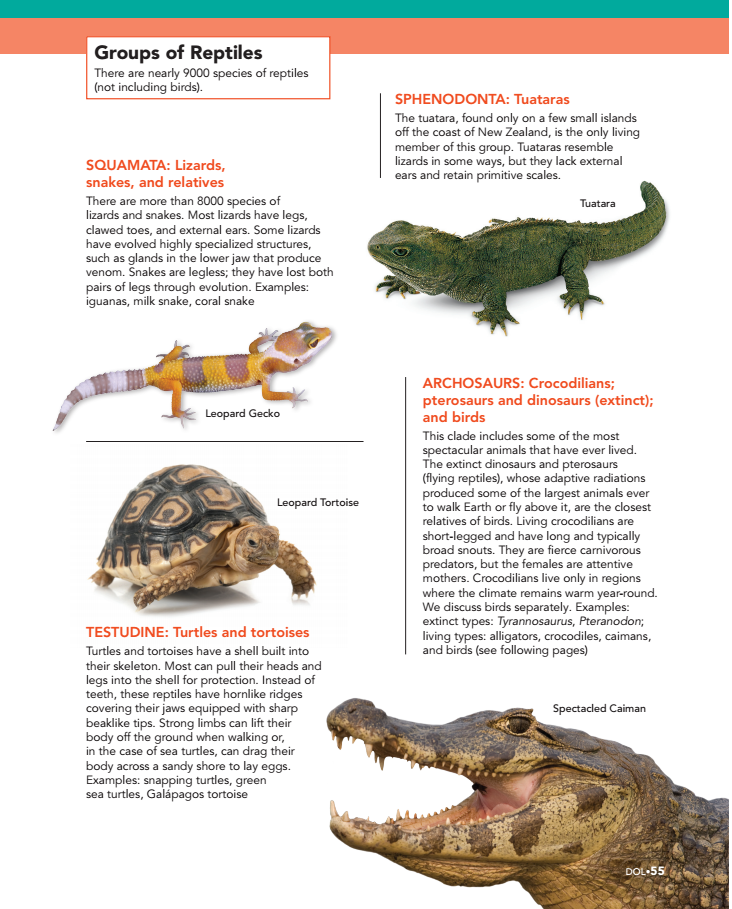 Groups of Reptiles
There are nearly 9000 species of reptiles
(not including birds).
SQUAMATA: Lizards,
snakes, and relatives
There are more than 8000 species of
lizards and snakes. Most lizards have legs,
clawed toes, and external ears. Some lizards
have evolved highly specialized structures,
such as glands in the lower jaw that produce
venom. Snakes are legless; they have lost both
pairs of legs through evolution. Examples:
iguanas, milk snake, coral snake
Leopard Gecko
Leopard Tortoise
TESTUDINE: Turtles and tortoises
Turtles and tortoises have a shell built into
their skeleton. Most can pull their heads and
legs into the shell for protection. Instead of
teeth, these reptiles have hornlike ridges
covering their jaws equipped with sharp
beaklike tips. Strong limbs can lift their
body off the ground when walking or,
in the case of sea turtles, can drag their
body across a sandy shore to lay eggs.
Examples: snapping turtles, green
sea turtles, Galápagos tortoise
SPHENODONTA: Tuataras
The tuatara, found only on a few small islands
off the coast of New Zealand, is the only living
member of this group. Tuataras resemble
lizards in some ways, but they lack external
ears and retain primitive scales.
Tuatara
ARCHOSAURS: Crocodilians;
pterosaurs and dinosaurs (extinct);
and birds
This clade includes some of the most
spectacular animals that have ever lived.
The extinct dinosaurs and pterosaurs
(flying reptiles), whose adaptive radiations
produced some of the largest animals ever
to walk Earth or fly above it, are the closest
relatives of birds. Living crocodilians are
short-legged and have long and typically
broad snouts. They are fierce carnivorous
predators, but the females are attentive
mothers. Crocodilians live only in regions
where the climate remains warm year-round.
We discuss birds separately. Examples:
extinct types: Tyrannosaurus, Pteranodon;
living types: alligators, crocodiles, caimans,
and birds (see following pages)
Spectacled Caiman
DOL•55